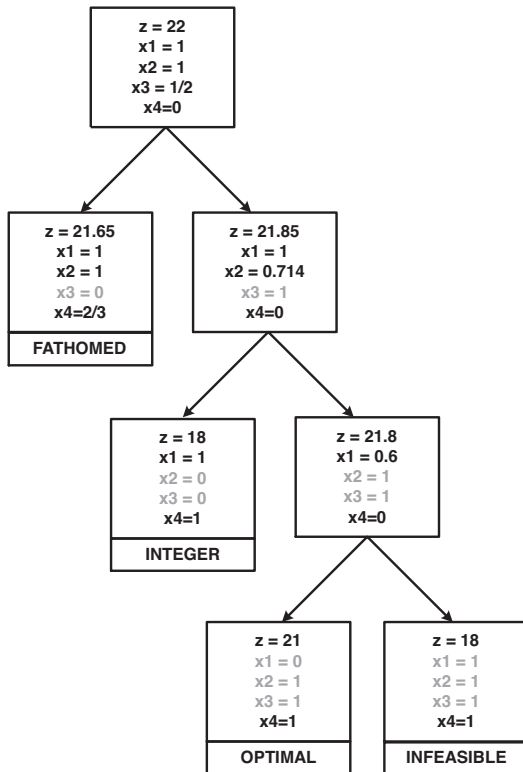 z = 22
x1 = 1
x2 = 1
x3 = 1/2
x4=0
z = 21.65
x1 = 1
x2 = 1
x3 = 0
x4=2/3
FATHOMED
z = 21.85
x1 = 1
x2 = 0.714
x3 = 1
x4=0
z = 18
x1 = 1
x2 = 0
x3 = 0
x4=1
INTEGER
z = 21.8
x1 = 0.6
x2 = 1
x3 = 1
x4=0
z = 21
x1 = 0
x2 = 1
x3 = 1
x4=1
OPTIMAL
z = 18
x1 = 1
x2 = 1
x3 = 1
x4=1
INFEASIBLE